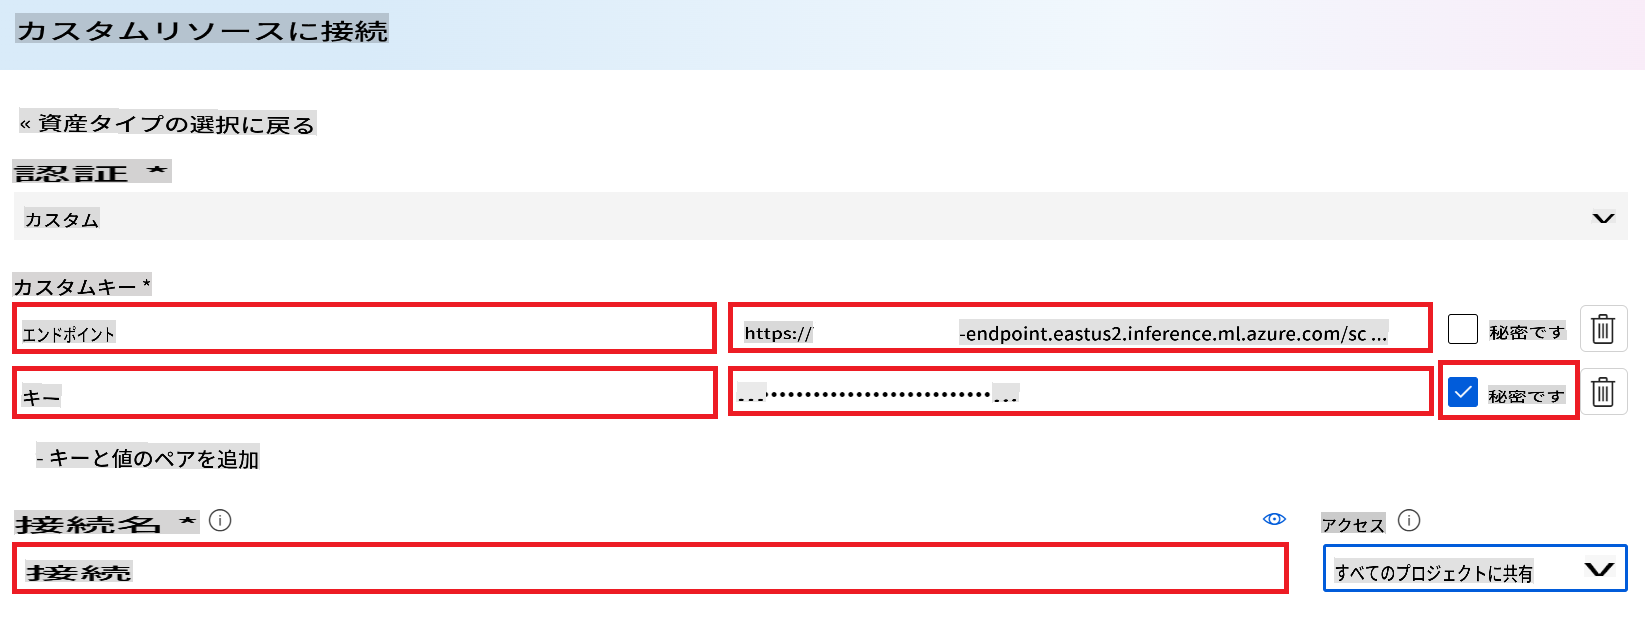 カスタムリソースに接続
« 資産タイプの選択に戻る
認証 *
カスタム
カスタムキー *
エンドポイント https:// -endpoint.eastus2.inference.ml.azure.com/sc ... 秘密です
キー ...••••••••••••••••••••••••••••... 秘密です
- キーと値のペアを追加
接続名 * アクセス
接続 すべてのプロジェクトに共有